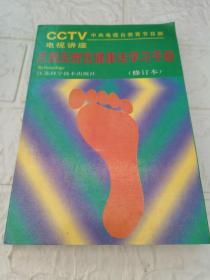 CCTV 中央电视台教育节目部
电视讲座
足反射区健康法学习手册
Reflexology
江苏科学技术出版社
(修订本)